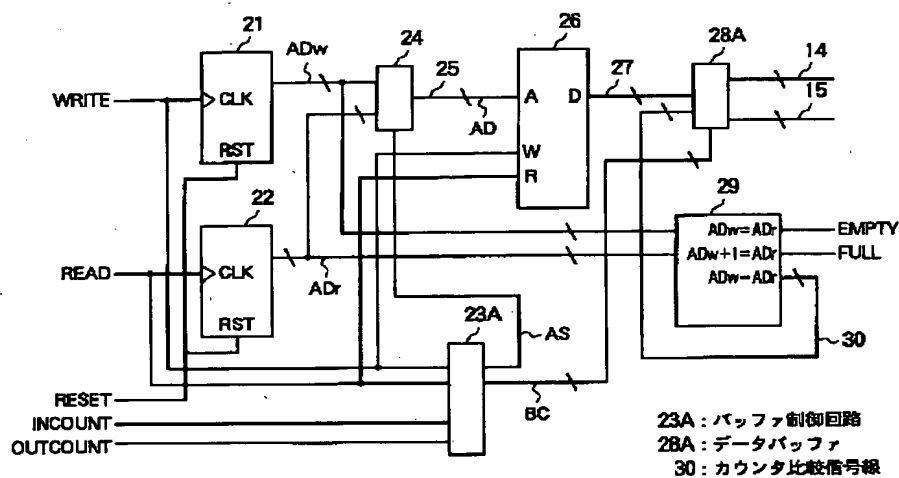 21
ADw
24
26
28A
14
WRITE
CLK
25
A
D
27
15
AD
RST
W
R
22
29
ADw=ADr
EMPTY
READ
CLK
ADr
ADw+1=ADr
FULL
ADw-ADr
RST
23A
AS
30
RESET
BC
INCOUNT
OUTCOUNT
23A:バッファ制御回路
28A:データバッファ
30:カウンタ比較信号線